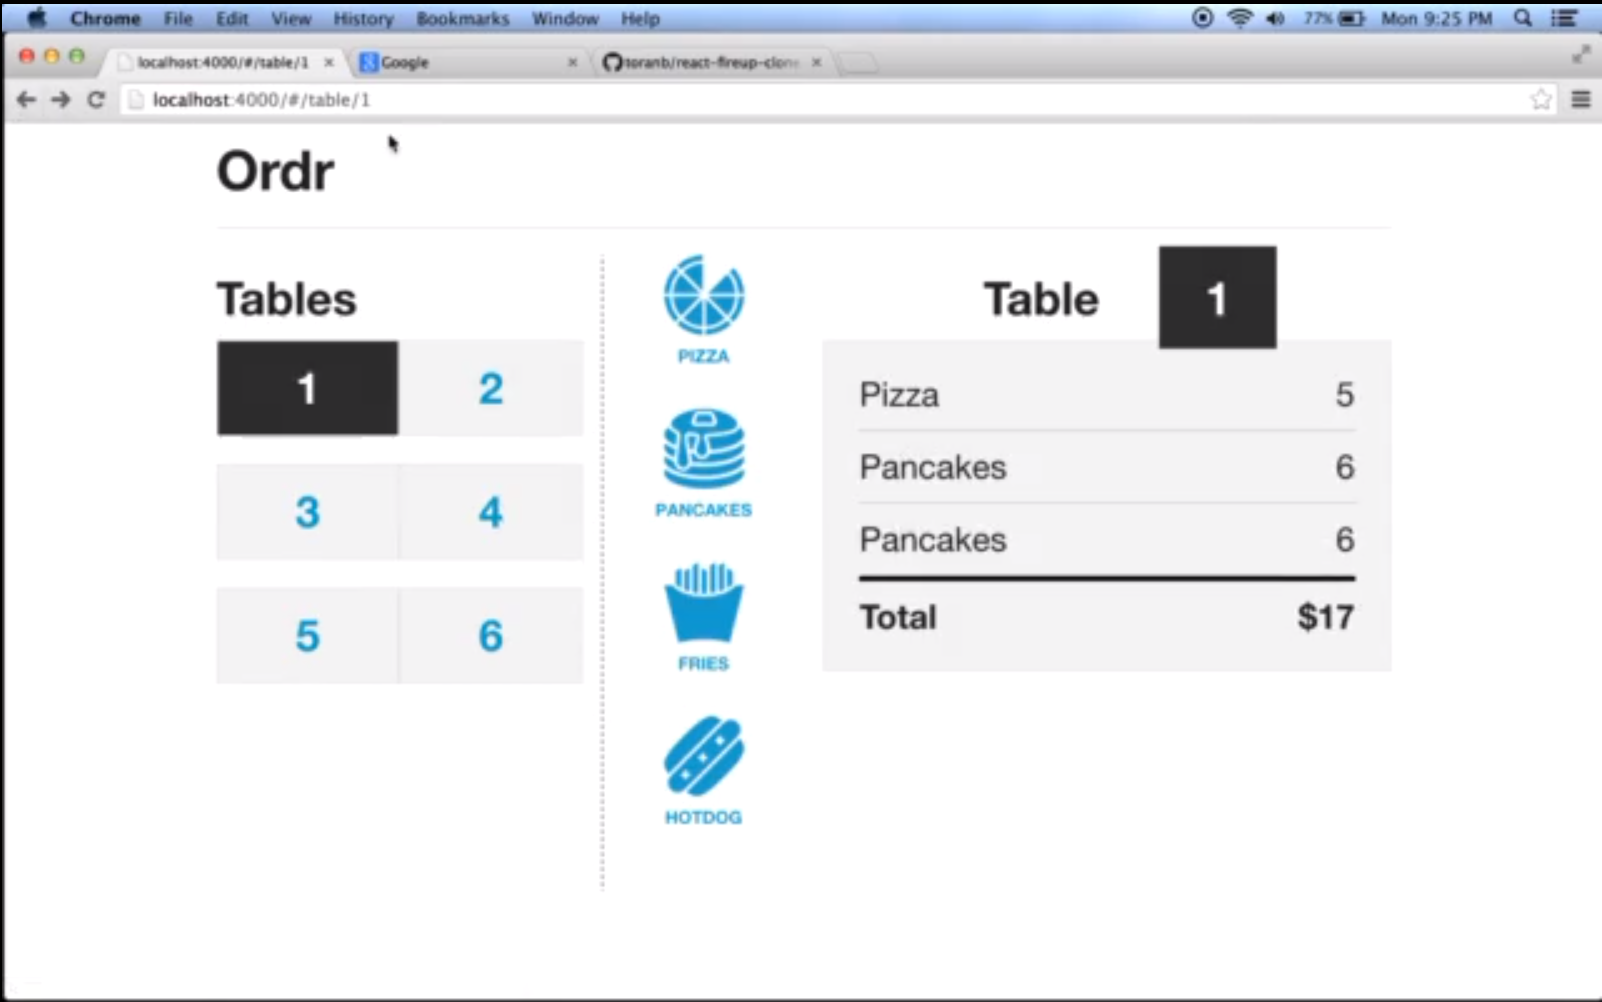 Chrome File Edit View History Bookmarks Window Help 77% Mon 9:25 PM
localhost:4000/#/table/1 Google toranb/react-fireup-clone
localhost:4000/#/table/1
Ordr
Tables
1 2
3 4
5 6
PIZZA
PANCAKES
FRIES
HOTDOG
Table 1
Pizza 5
Pancakes 6
Pancakes 6
Total $17